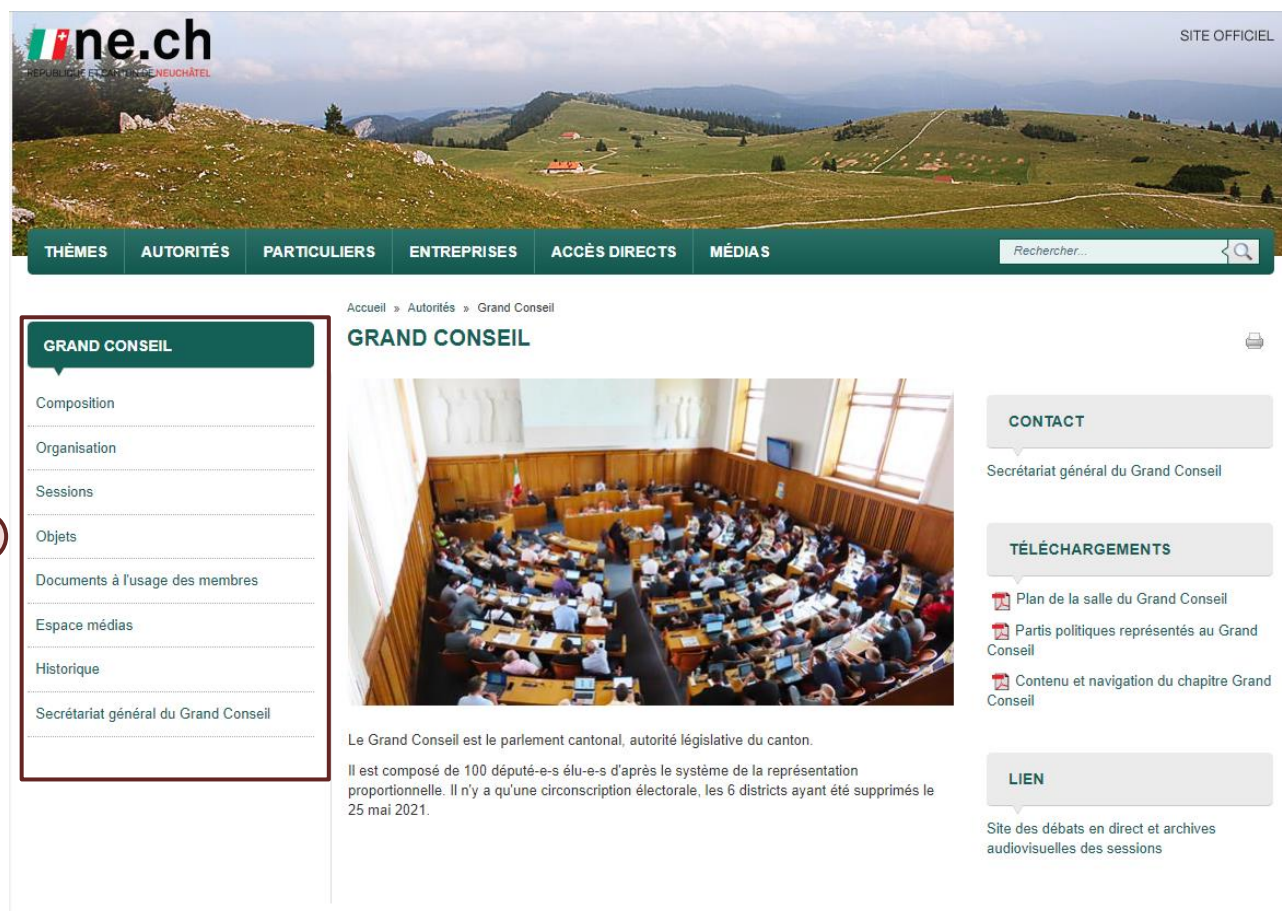 ne.ch
RÉPUBLIQUE ET CANTON DE NEUCHÂTEL
SITE OFFICIEL
THÈMES AUTORITÉS PARTICULIERS ENTREPRISES ACCÈS DIRECTS MÉDIAS Rechercher...
Accueil » Autorités » Grand Conseil
GRAND CONSEIL
GRAND CONSEIL
Composition
Organisation
Sessions
Objets
Documents à l'usage des membres
Espace médias
Historique
Secrétariat général du Grand Conseil
Le Grand Conseil est le parlement cantonal, autorité législative du canton.
Il est composé de 100 député-e-s élu-e-s d'après le système de la représentation
proportionnelle. Il n'y a qu'une circonscription électorale, les 6 districts ayant été supprimés le
25 mai 2021.
CONTACT
Secrétariat général du Grand Conseil
TÉLÉCHARGEMENTS
Plan de la salle du Grand Conseil
Partis politiques représentés au Grand
Conseil
Contenu et navigation du chapitre Grand
Conseil
LIEN
Site des débats en direct et archives
audiovisuelles des sessions